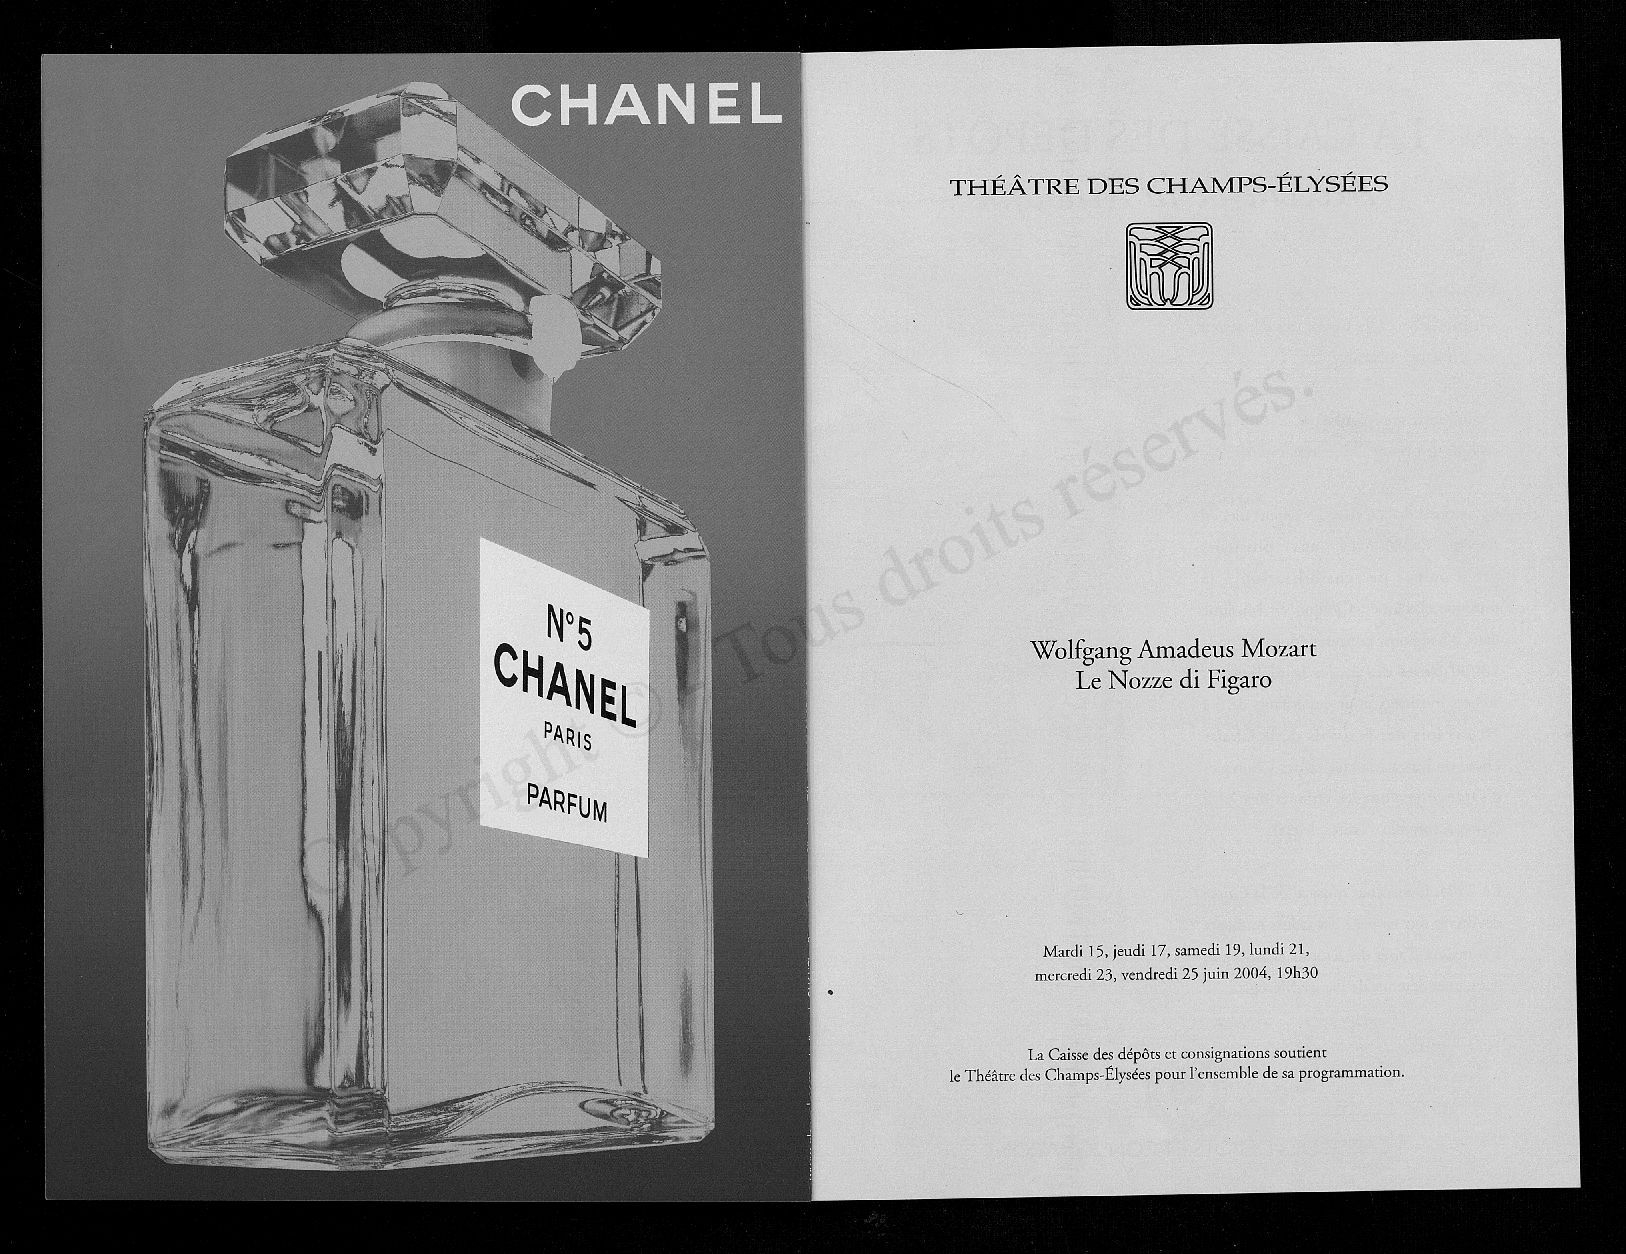 CHANEL
N°5
CHANEL
PARIS
PARFUM
THÉÂTRE DES CHAMPS-ÉLYSÉES
Wolfgang Amadeus Mozart
Le Nozze di Figaro
Mardi 15, jeudi 17, samedi 19, lundi 21,
mercredi 23, vendredi 25 juin 2004, 19h30
La Caisse des dépôts et consignations soutient
le Théâtre des Champs-Élysées pour l'ensemble de sa programmation.
Copyright © - Tous droits réservés.